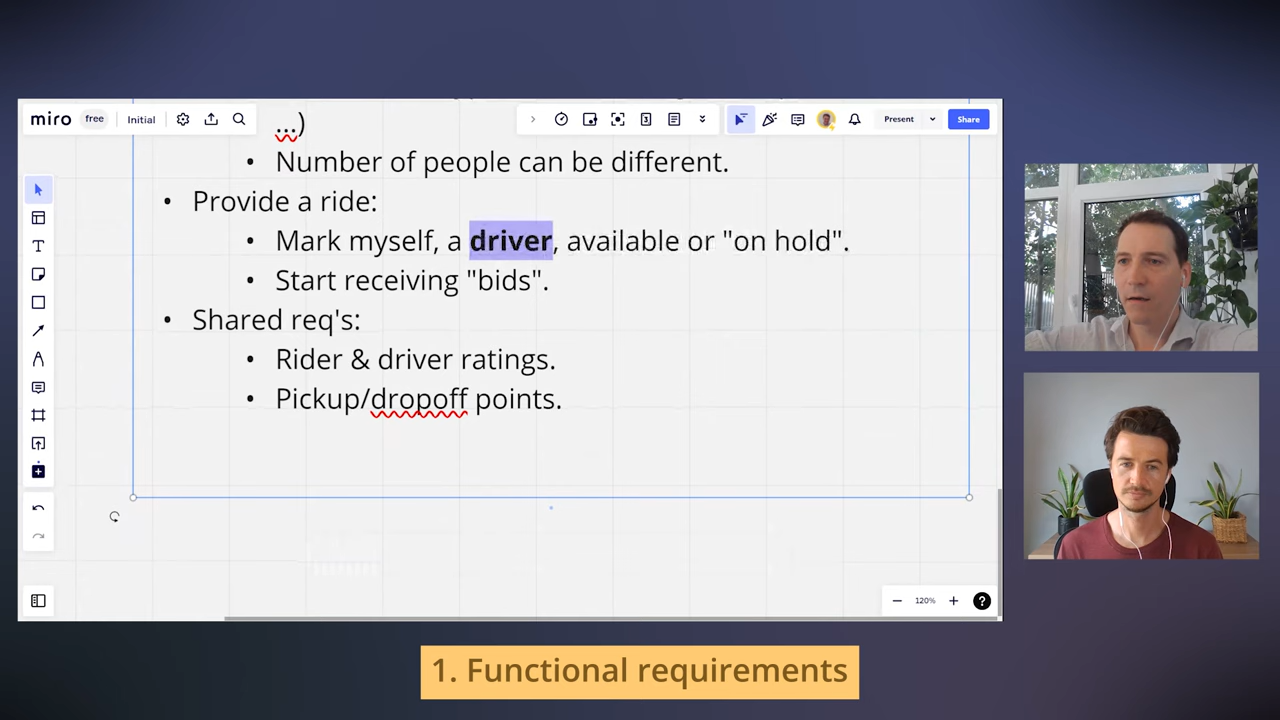 miro free Initial
Present Share
...)
• Number of people can be different.
• Provide a ride:
• Mark myself, a driver, available or "on hold".
• Start receiving "bids".
• Shared req's:
• Rider & driver ratings.
• Pickup/dropoff points.
120%
1. Functional requirements